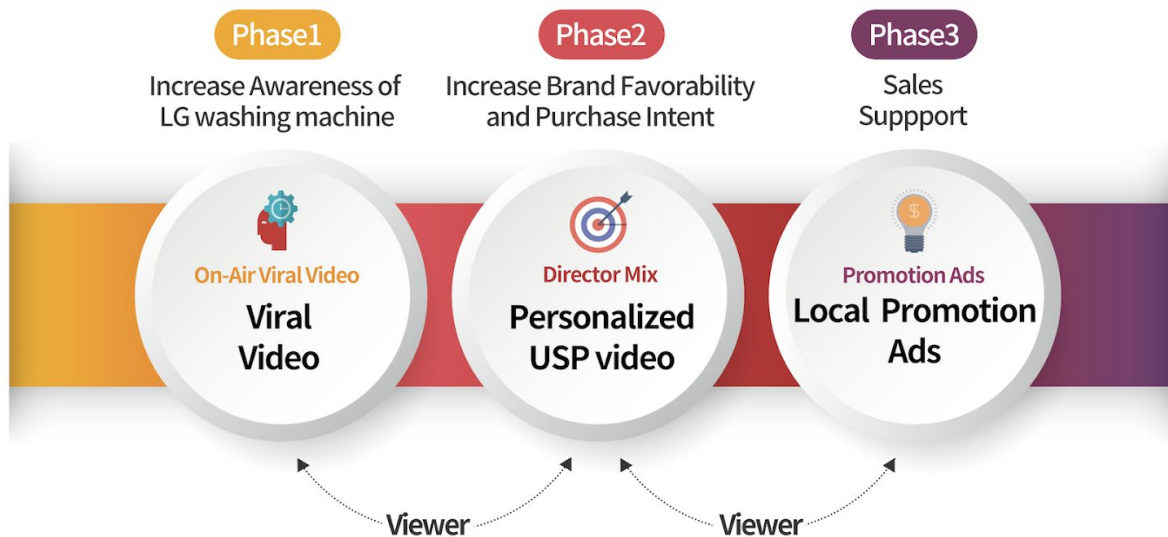 Phase1
Increase Awareness of
LG washing machine
On-Air Viral Video
Viral
Video
Phase2
Increase Brand Favorability
and Purchase Intent
Director Mix
Personalized
USP video
Phase3
Sales
Suppport
$
Promotion Ads
Local Promotion
Ads
Viewer
Viewer